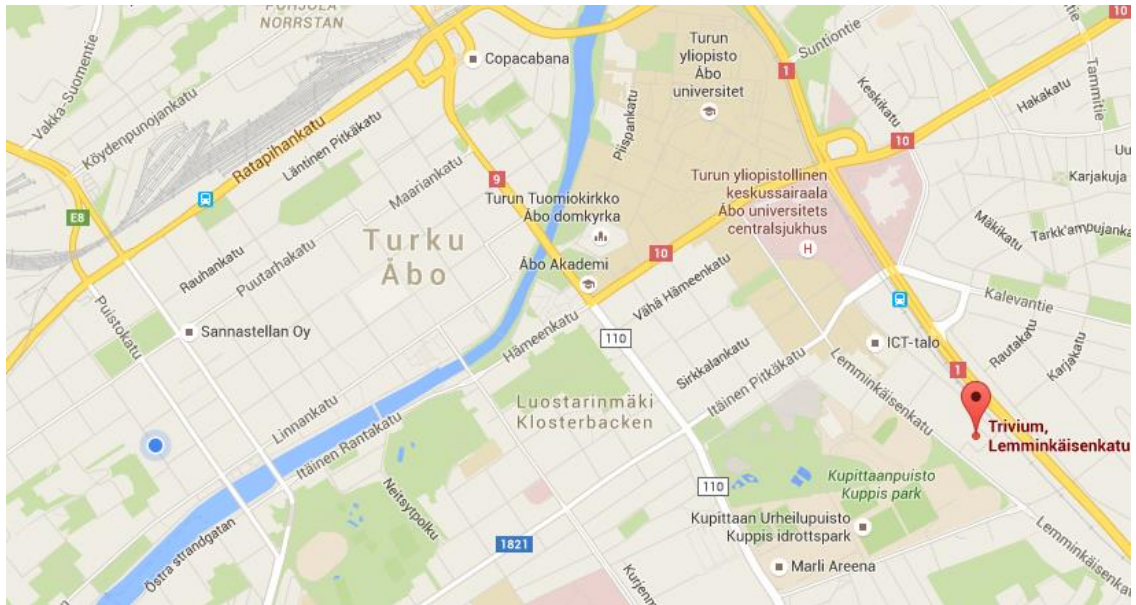 POHJOLA
NORRSTAN
10
Copacabana
Turun
yliopisto
Åbo
universitet
Suntiontie
1
Vakka-Suomentie
Köydenpunojankatu
Ratapihankatu
Läntinen Pitkäkatu
Maariankatu
Piispankatu
Keskikatu
Hakakatu
Tammitie
10
Uu
Karjakuja
9
E8
Turun yliopistollinen
keskussairaala
Åbo universitets
centralsjukhus
H
Turun Tuomiokirkko
Åbo domkyrka
Turku
Åbo
Rauhankatu
Puutarhakatu
Åbo Akademi
10
Mäkikatu
Tarkk'ampujanka
Vähä Hämeenkatu
Kalevantie
Puistokatu
Sannastellan Oy
Hämeenkatu
110
ICT-talo
Rautakatu
Karjakatu
Sirkkalankatu
Itäinen Pitkäkatu
Lemminkäisenkatu
1
Luostarinmäki
Klosterbacken
Linnankatu
Itäinen Rantakatu
Trivium,
Lemminkäisenkatu
Neitsytpolku
110
Kupittaanpuisto
Kuppis park
Kupittaan Urheilupuisto
Kuppis idrottspark
Östra strandgatan
1821
Kurjenm
Marli Areena
Lemminkäisenkatu